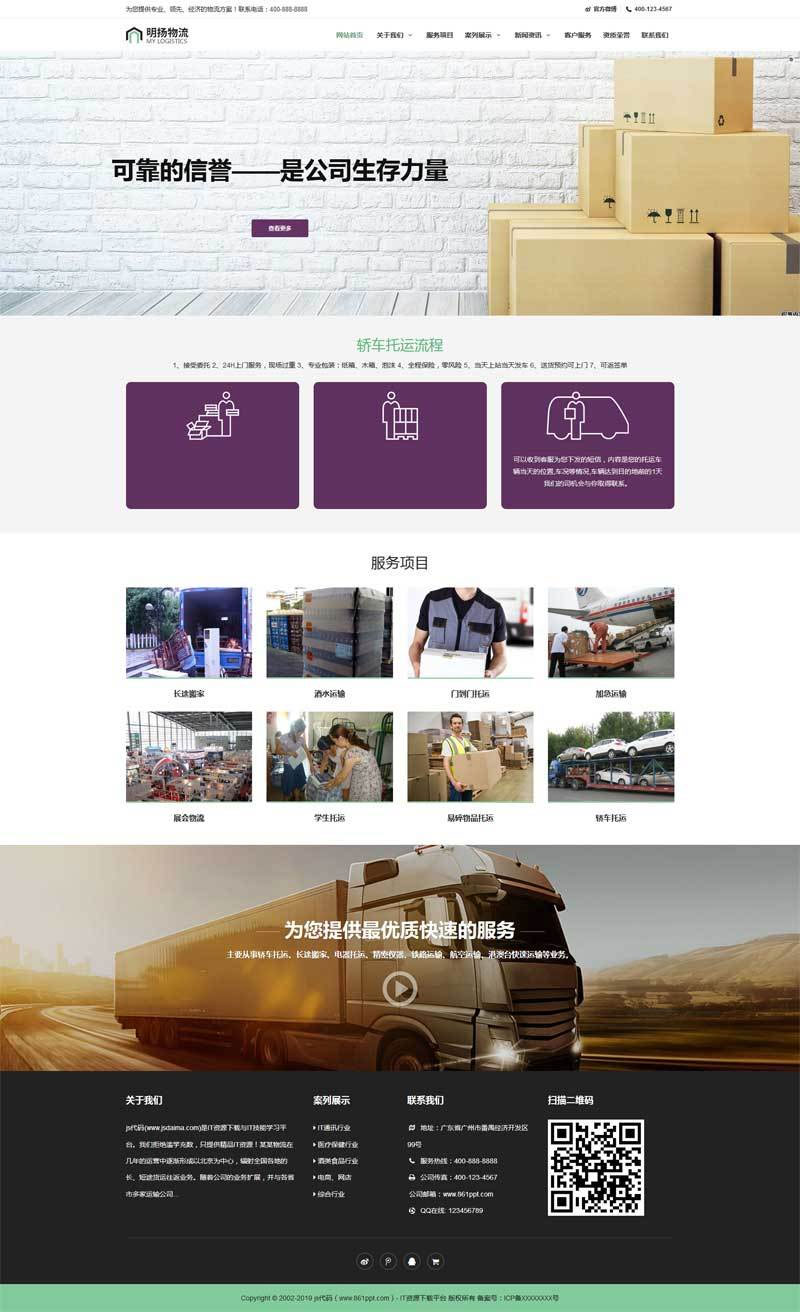 为您提供专业、领先、经济的物流方案！联系电话：400-888-8888
官方微博 400-123-4567
明扬物流
MY LOGISTICS
网站首页 关于我们 服务项目 案列展示 新闻资讯 客户服务 资质荣誉 联系我们
可靠的信誉——是公司生存力量
查看更多
轿车托运流程
1、接受委托 2、24H上门服务，现场过重 3、专业包装：纸箱、木箱、泡沫 4、全程保险，零风险 5、当天上站当天发车 6、送货预约可上门 7、可返签单
可以收到客服为您下发的短信，内容是您的托运车
辆当天的位置,车况等情况,车辆达到目的地前的1天
我们的司机会与你取得联系。
服务项目
长途搬家 酒水运输 门到门托运 加急运输
展会物流 学生托运 易碎物品托运 轿车托运
为您提供最优质快速的服务
主要从事轿车托运、长途搬家、电器托运、精密仪器、铁路运输、航空运输、港澳台快速运输等业务。
关于我们
js代码(www.jsdaima.com)是IT资源下载与IT技能学习平
台。我们拒绝滥竽充数，只提供精品IT资源！某某物流在
几年的运营中逐渐形成以北京为中心，辐射全国各地的
长、短途货运往返业务。随着公司的业务扩展，并与各省
市多家运输公司...
案列展示
IT通讯行业
医疗保健行业
酒类食品行业
电商、网店
综合行业
联系我们
地址：广东省广州市番禺经济开发区
99号
服务热线：400-888-8888
公司传真：400-123-4567
公司邮箱：www.861ppt.com
QQ在线: 123456789
扫描二维码
Copyright © 2002-2019 js代码（www.861ppt.com）- IT资源下载平台 版权所有 备案号：ICP备XXXXXXXX号